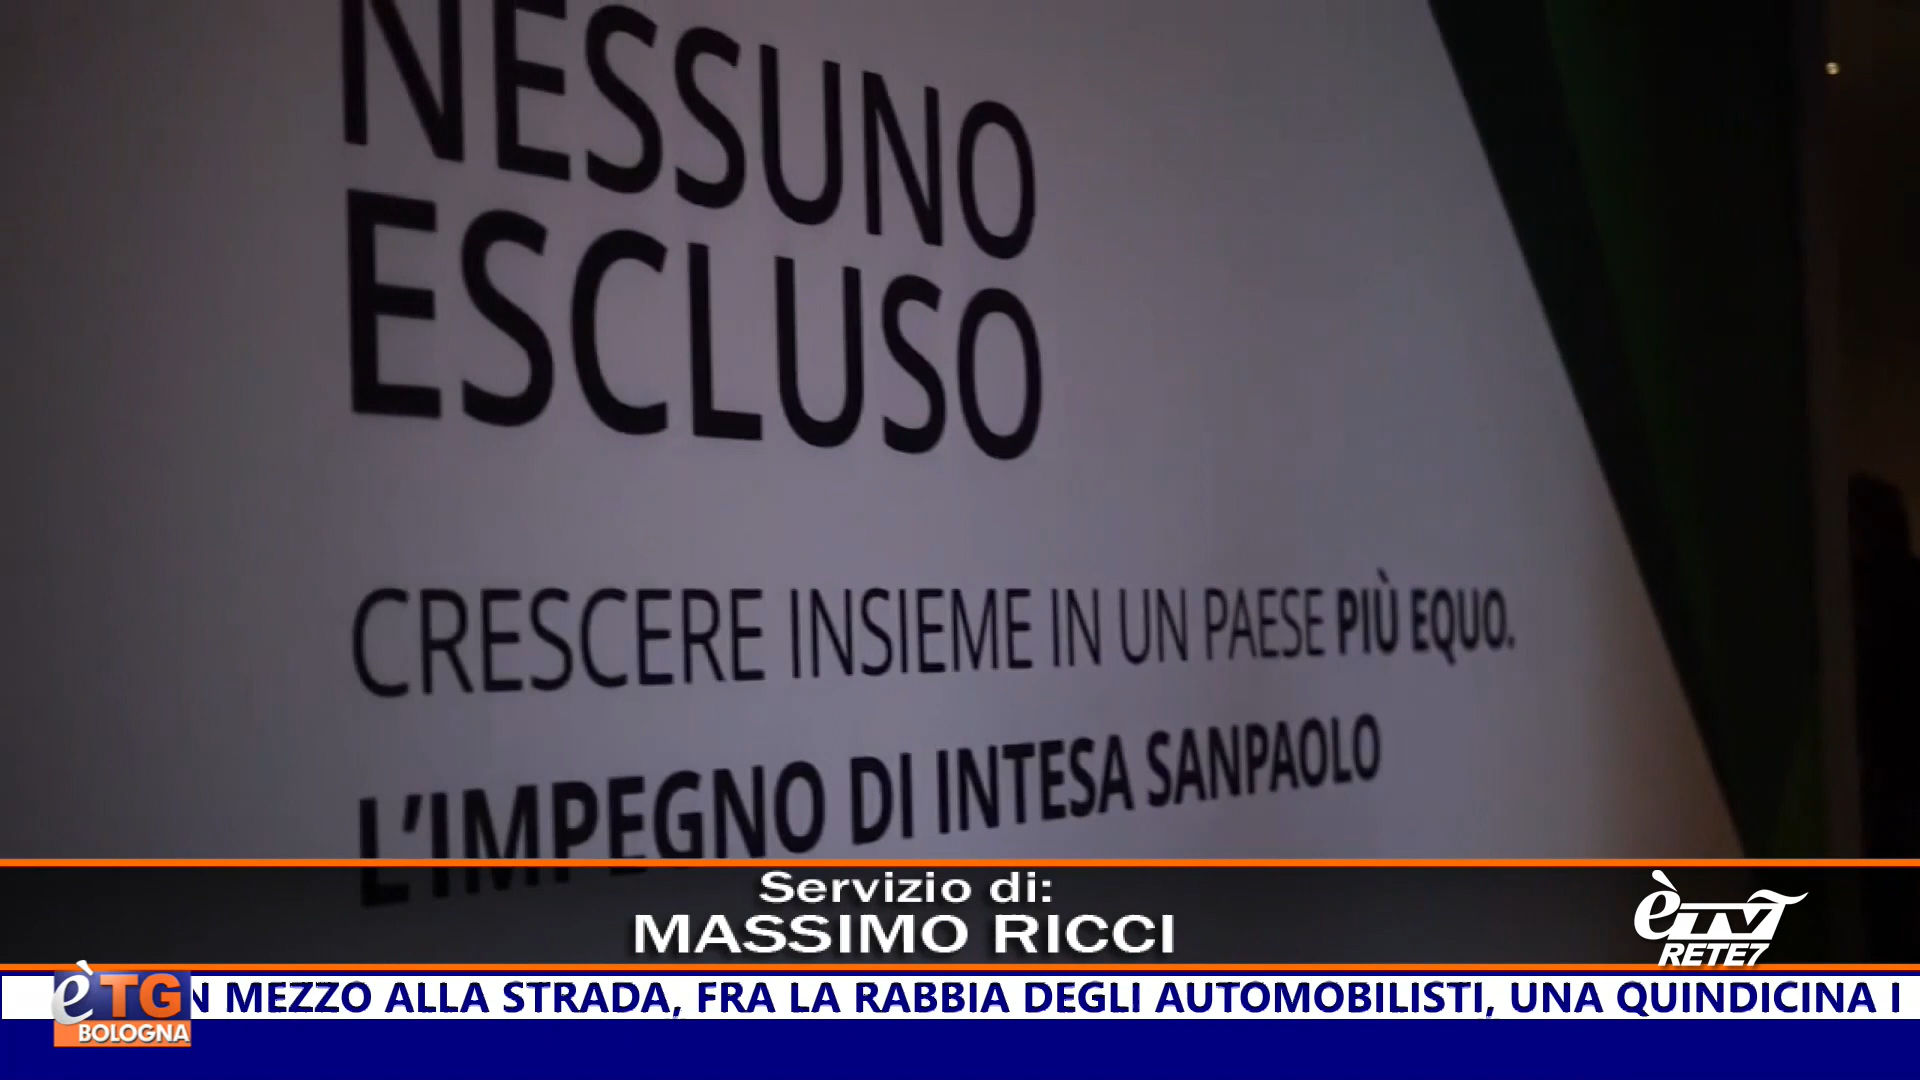 NESSUNO
ESCLUSO
CRESCERE INSIEME IN UN PAESE PIÙ EQUO.
L'IMPEGNO DI INTESA SANPAOLO
Servizio di:
MASSIMO RICCI
èTV
RETE7
èTG
BOLOGNA
N MEZZO ALLA STRADA, FRA LA RABBIA DEGLI AUTOMOBILISTI, UNA QUINDICINA I